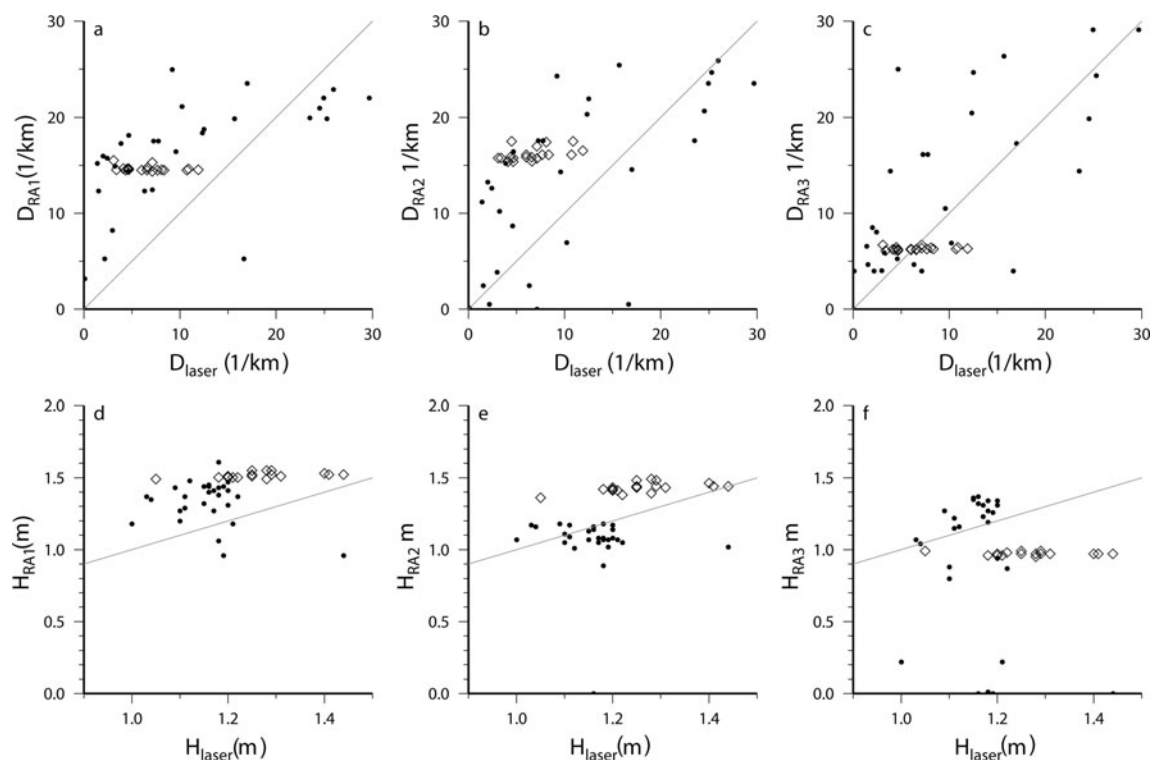 a
b
c
30
20
10
0
D_RA1(1/km)
0 10 20 30
D_laser (1/km)
30
20
10
0
D_RA2 1/km)
0 10 20 30
D_laser (1/km)
30
20
10
0
D_RA3 1/km)
0 10 20 30
D_laser(1/km)
d
e
f
2.0
1.5
1.0
0.5
0.0
H_RA1(m)
1.0 1.2 1.4
H_laser(m)
2.0
1.5
1.0
0.5
0.0
H_RA2 m)
1.0 1.2 1.4
H_laser(m)
2.0
1.5
1.0
0.5
0.0
H_RA3 m)
1.0 1.2 1.4
H_laser(m)